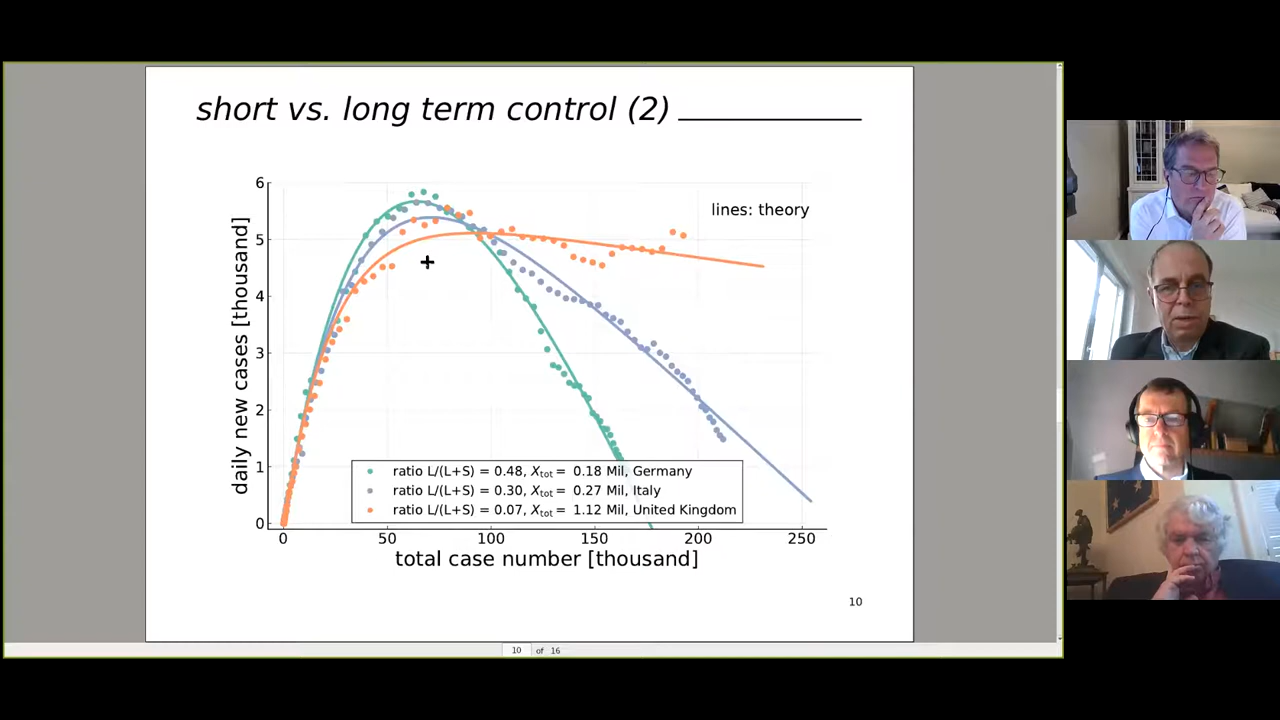 short vs. long term control (2)
6
5
4
3
2
1
0
daily new cases [thousand]
lines: theory
ratio L/(L+S) = 0.48, Xtot = 0.18 Mil, Germany
ratio L/(L+S) = 0.30, Xtot = 0.27 Mil, Italy
ratio L/(L+S) = 0.07, Xtot = 1.12 Mil, United Kingdom
0 50 100 150 200 250
total case number [thousand]
10
10 of 16